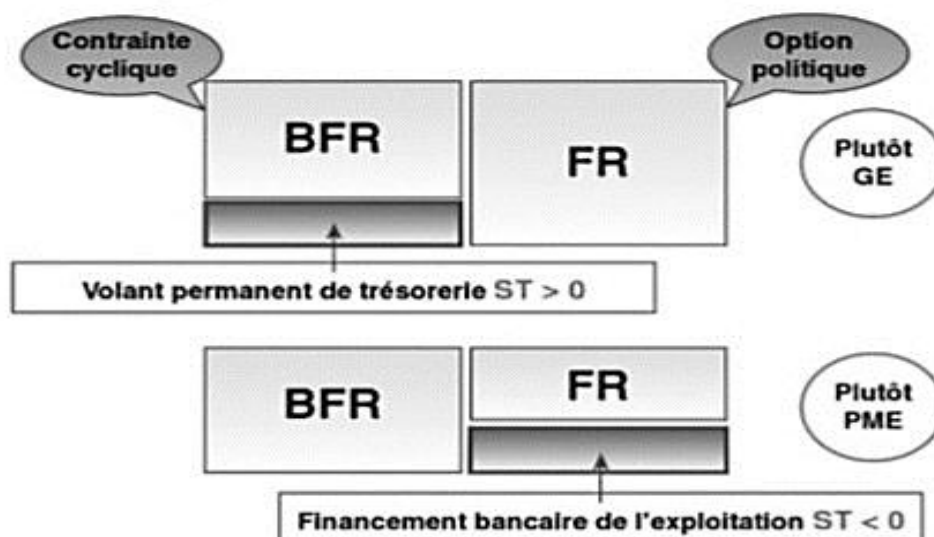 Contrainte
cyclique
Option
politique
BFR
FR
Plutôt
GE
Volant permanent de trésorerie ST > 0
BFR
FR
Plutôt
PME
Financement bancaire de l'exploitation ST < 0